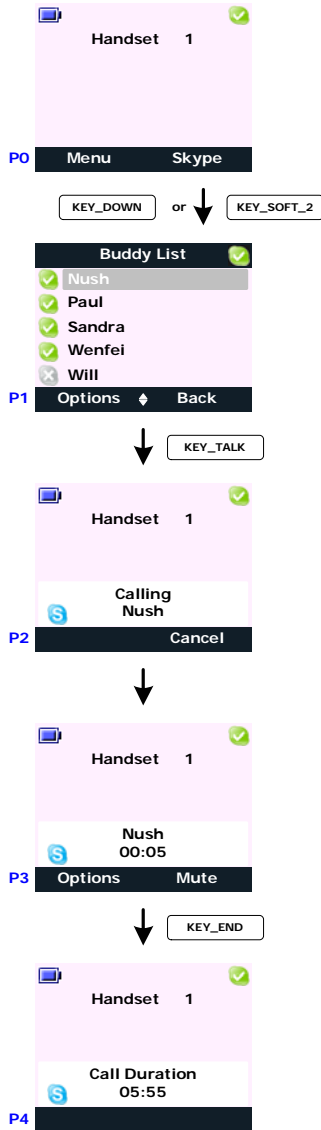 Handset 1
P0 Menu Skype
KEY_DOWN or KEY_SOFT_2
Buddy List
Nush
Paul
Sandra
Wenfei
Will
P1 Options Back
KEY_TALK
Handset 1
Calling
S Nush
P2 Cancel
Handset 1
Nush
S 00:05
P3 Options Mute
KEY_END
Handset 1
Call Duration
S 05:55
P4